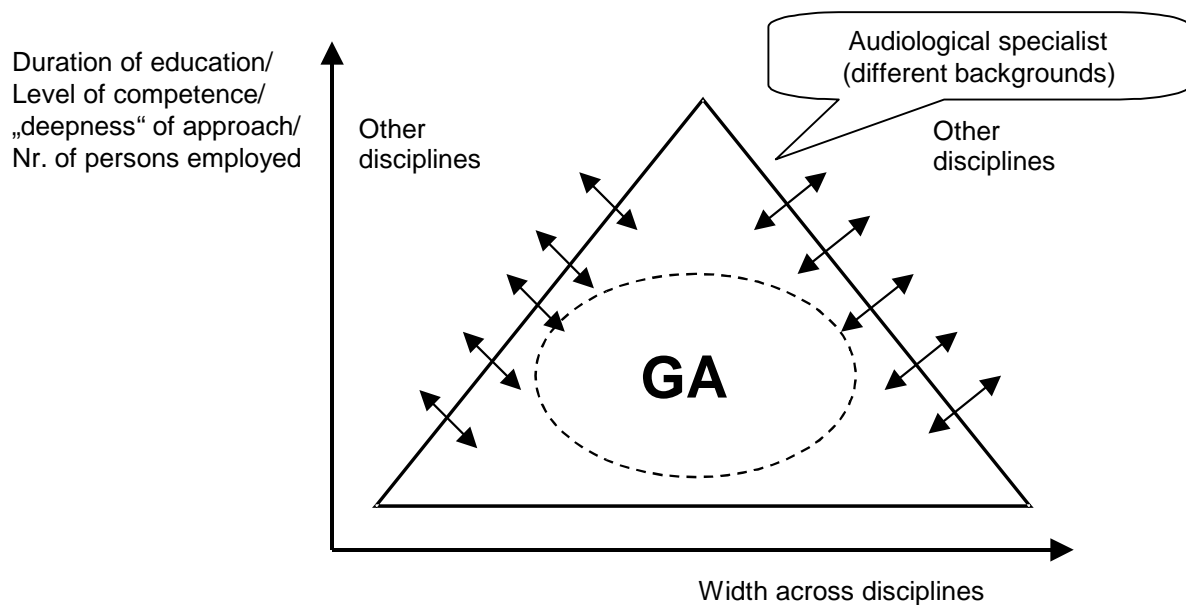 Duration of education/
Level of competence/
„deepness“ of approach/
Nr. of persons employed
Other
disciplines
Audiological specialist
(different backgrounds)
Other
disciplines
GA
Width across disciplines